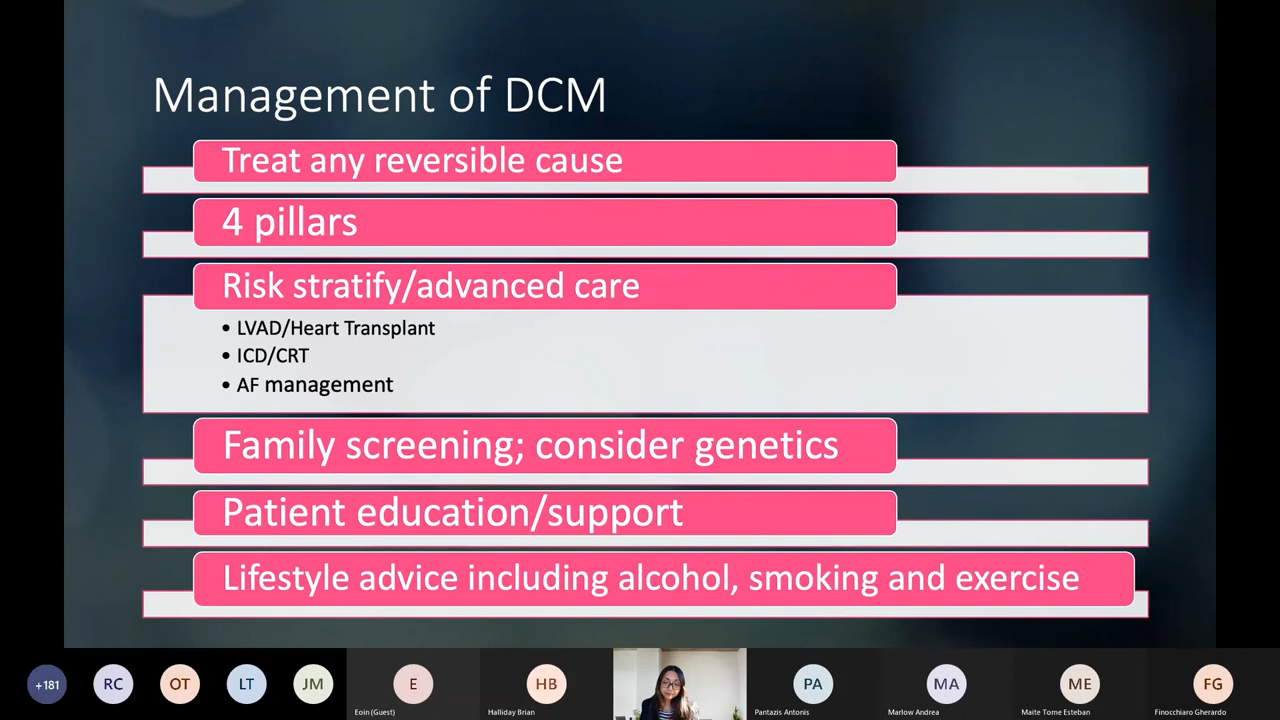 Management of DCM
Treat any reversible cause
4 pillars
Risk stratify/advanced care
• LVAD/Heart Transplant
• ICD/CRT
• AF management
Family screening; consider genetics
Patient education/support
Lifestyle advice including alcohol, smoking and exercise
+181
RC
OT
LT
JM
E
Eoin (Guest)
HB
Halliday Brian
PA
Pantazis Antonis
MA
Marlow Andrea
ME
Maite Tome Esteban
FG
Finocchiaro Gherardo